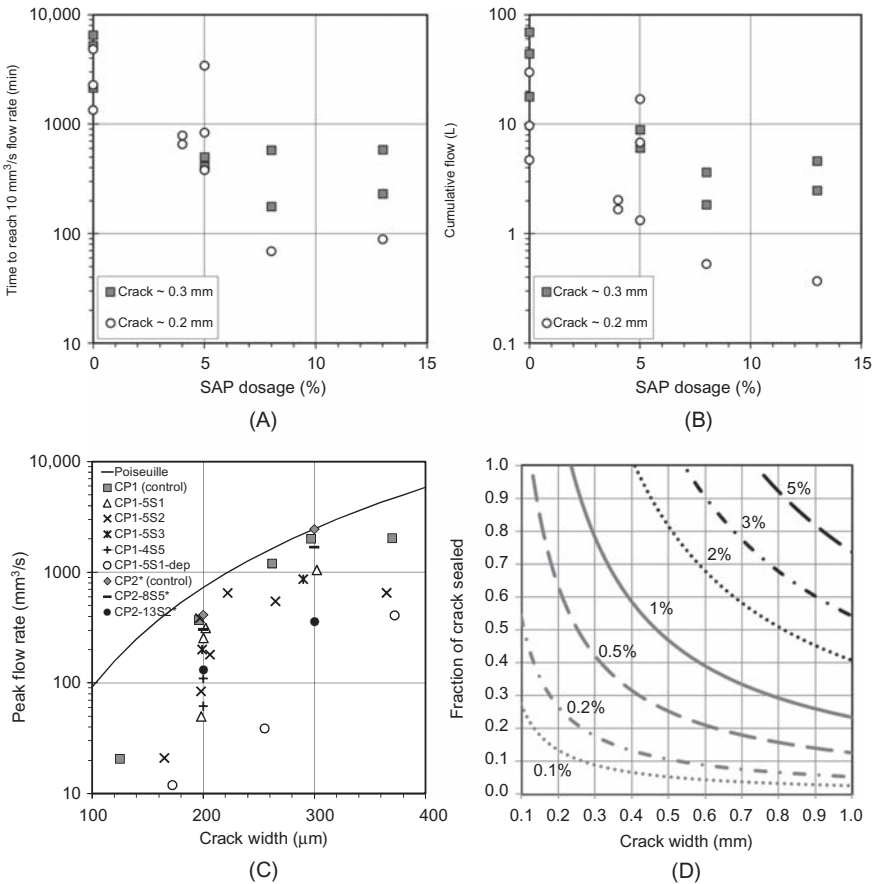 10,000
1000
100
10
Time to reach 10 mm³/s flow rate (min)
Crack ~ 0.3 mm
Crack ~ 0.2 mm
0 5 10 15
SAP dosage (%)
(A)
100
10
1
0.1
Cumulative flow (L)
Crack ~ 0.3 mm
Crack ~ 0.2 mm
0 5 10 15
SAP dosage (%)
(B)
10,000
1000
100
10
Peak flow rate (mm³/s)
Poiseuille
CP1 (control)
CP1-5S1
CP1-5S2
CP1-5S3
CP1-4S5
CP1-5S1-dep
CP2* (control)
CP2-8S5*
CP2-13S2*
100 200 300 400
Crack width (μm)
(C)
1.0
0.9
0.8
0.7
0.6
0.5
0.4
0.3
0.2
0.1
0.0
Fraction of crack sealed
5%
3%
2%
1%
0.5%
0.2%
0.1%
0.1 0.2 0.3 0.4 0.5 0.6 0.7 0.8 0.9 1.0
Crack width (mm)
(D)